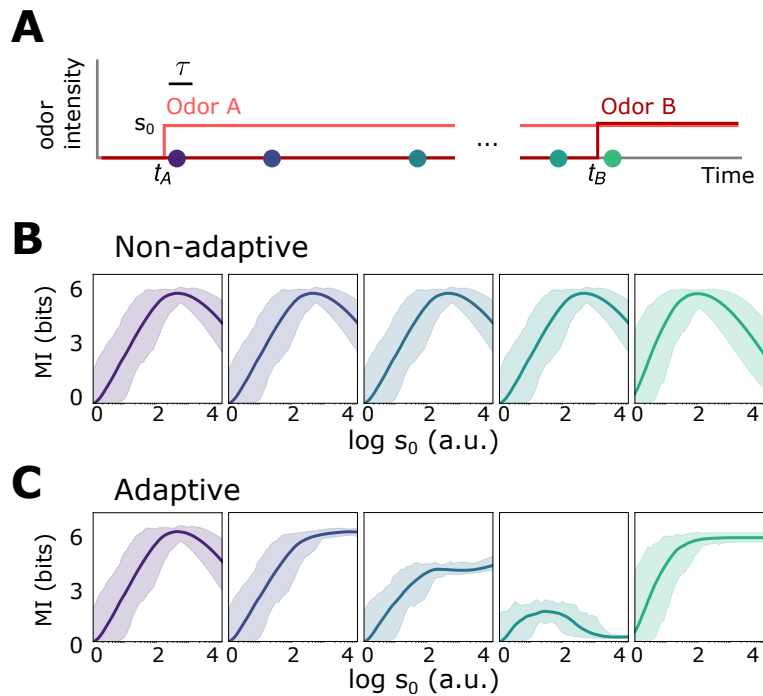 A
τ
odor
intensity
Odor A
Odor B
s₀
...
t_A
t_B
Time
B
Non-adaptive
MI (bits)
6
3
0
0 2 4 0 2 4 0 2 4 0 2 4 0 2 4
log s₀ (a.u.)
C
Adaptive
MI (bits)
6
3
0
0 2 4 0 2 4 0 2 4 0 2 4 0 2 4
log s₀ (a.u.)